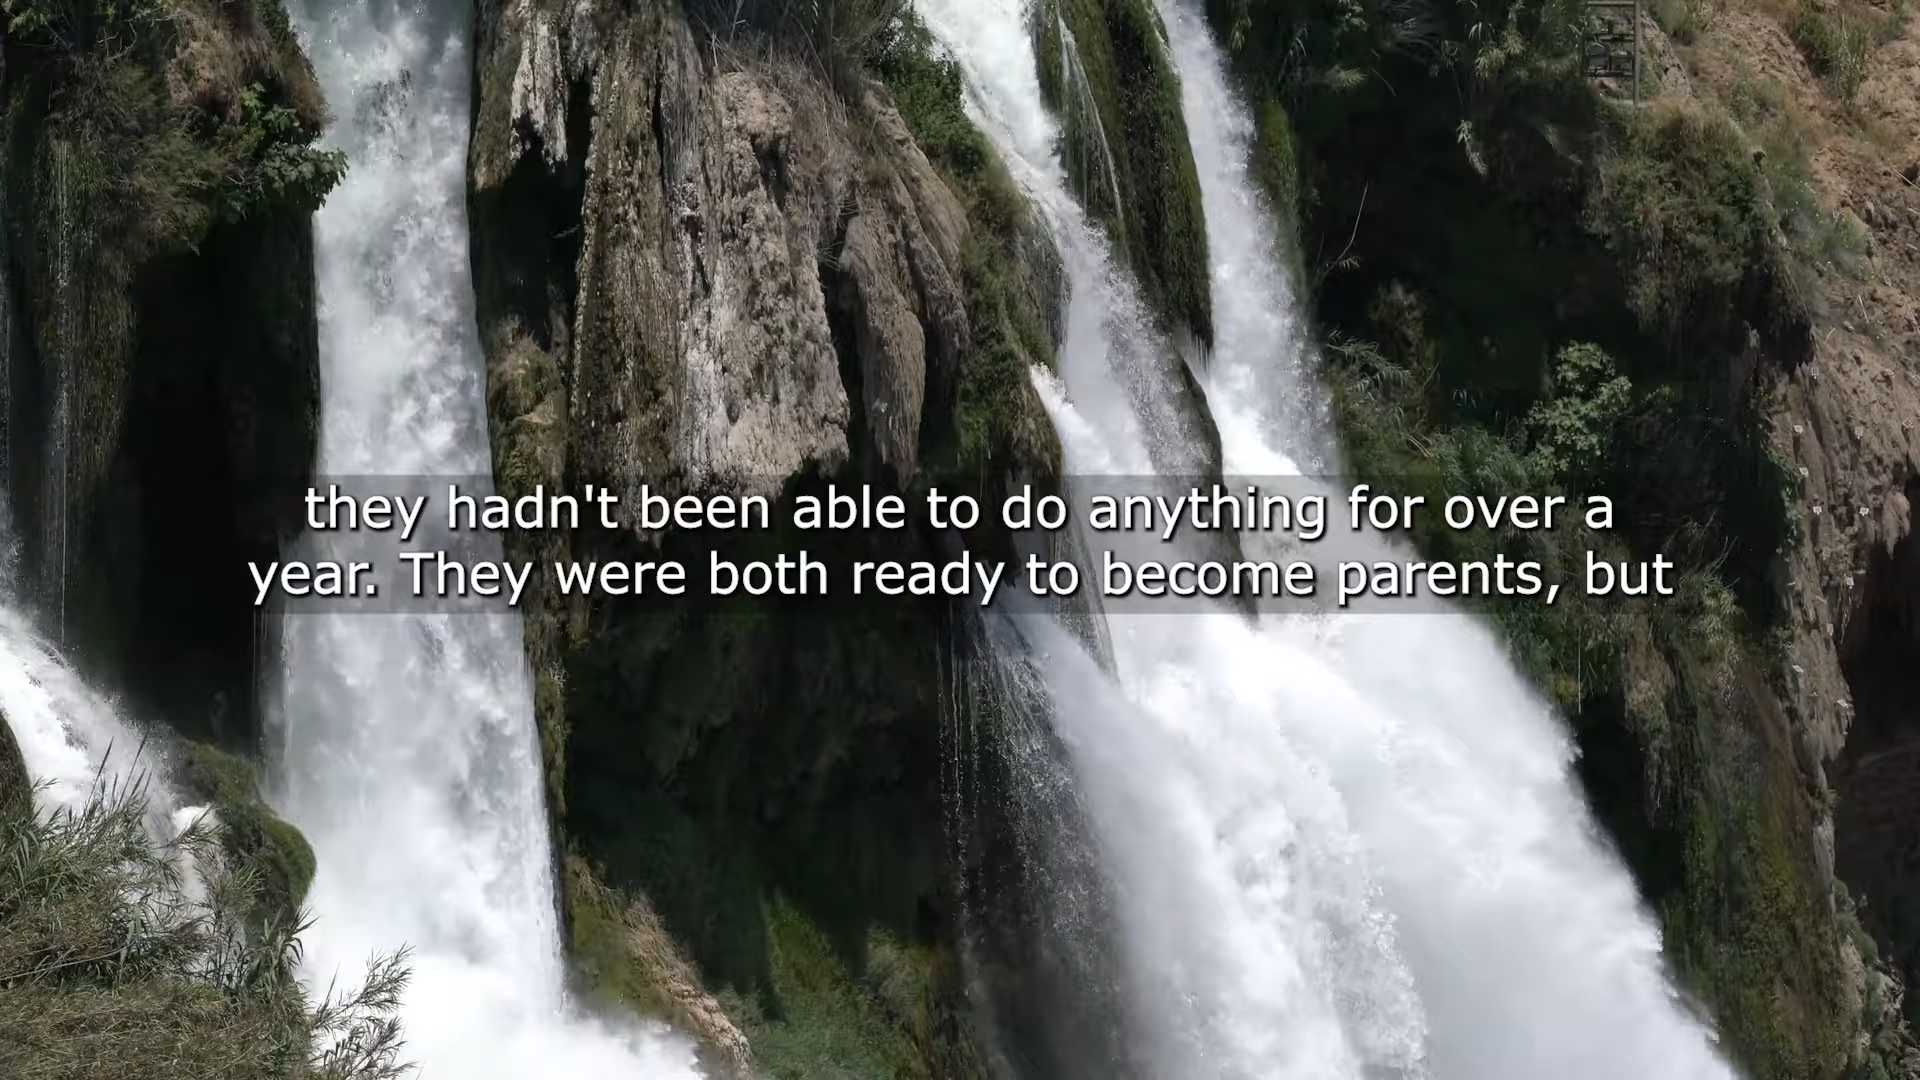 they hadn't been able to do anything for over a
year. They were both ready to become parents, but